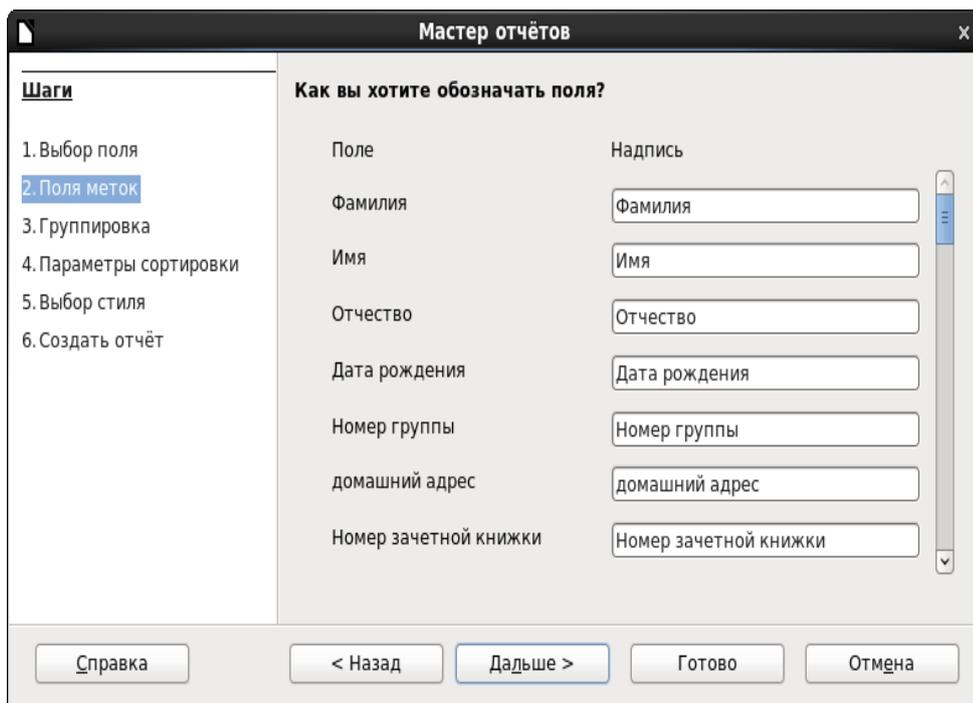 Мастер отчётов
x
Шаги
1. Выбор поля
2. Поля меток
3. Группировка
4. Параметры сортировки
5. Выбор стиля
6. Создать отчёт
Как вы хотите обозначать поля?
Поле Надпись
Фамилия Фамилия
Имя Имя
Отчество Отчество
Дата рождения Дата рождения
Номер группы Номер группы
домашний адрес домашний адрес
Номер зачетной книжки Номер зачетной книжки
Справка < Назад Дальше > Готово Отмена